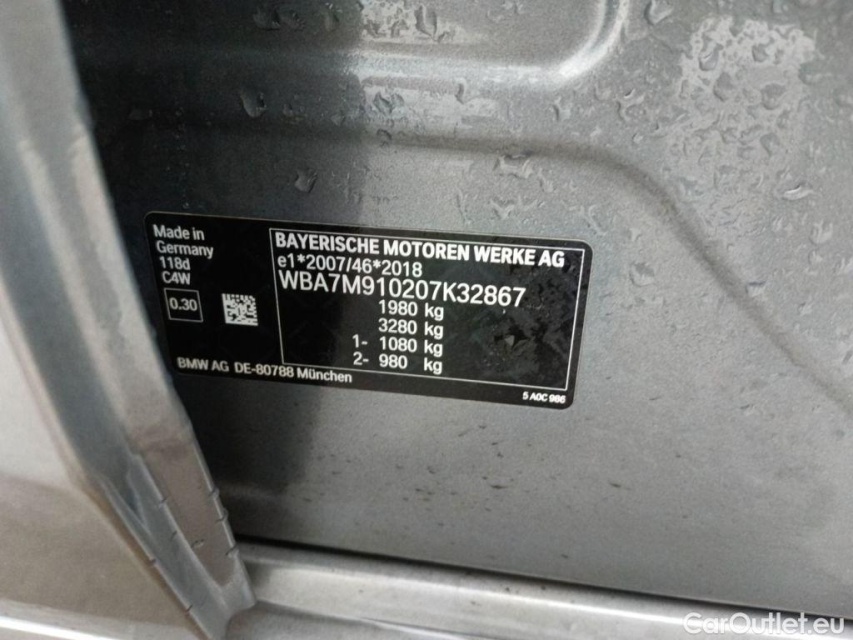 Made in
Germany
118d
C4W
0.30
BAYERISCHE MOTOREN WERKE AG
e1*2007/46*2018
WBA7M910207K32867
1980 kg
3280 kg
1- 1080 kg
2- 980 kg
BMW AG DE-80788 München
5 A0C 986
CarOutlet.eu